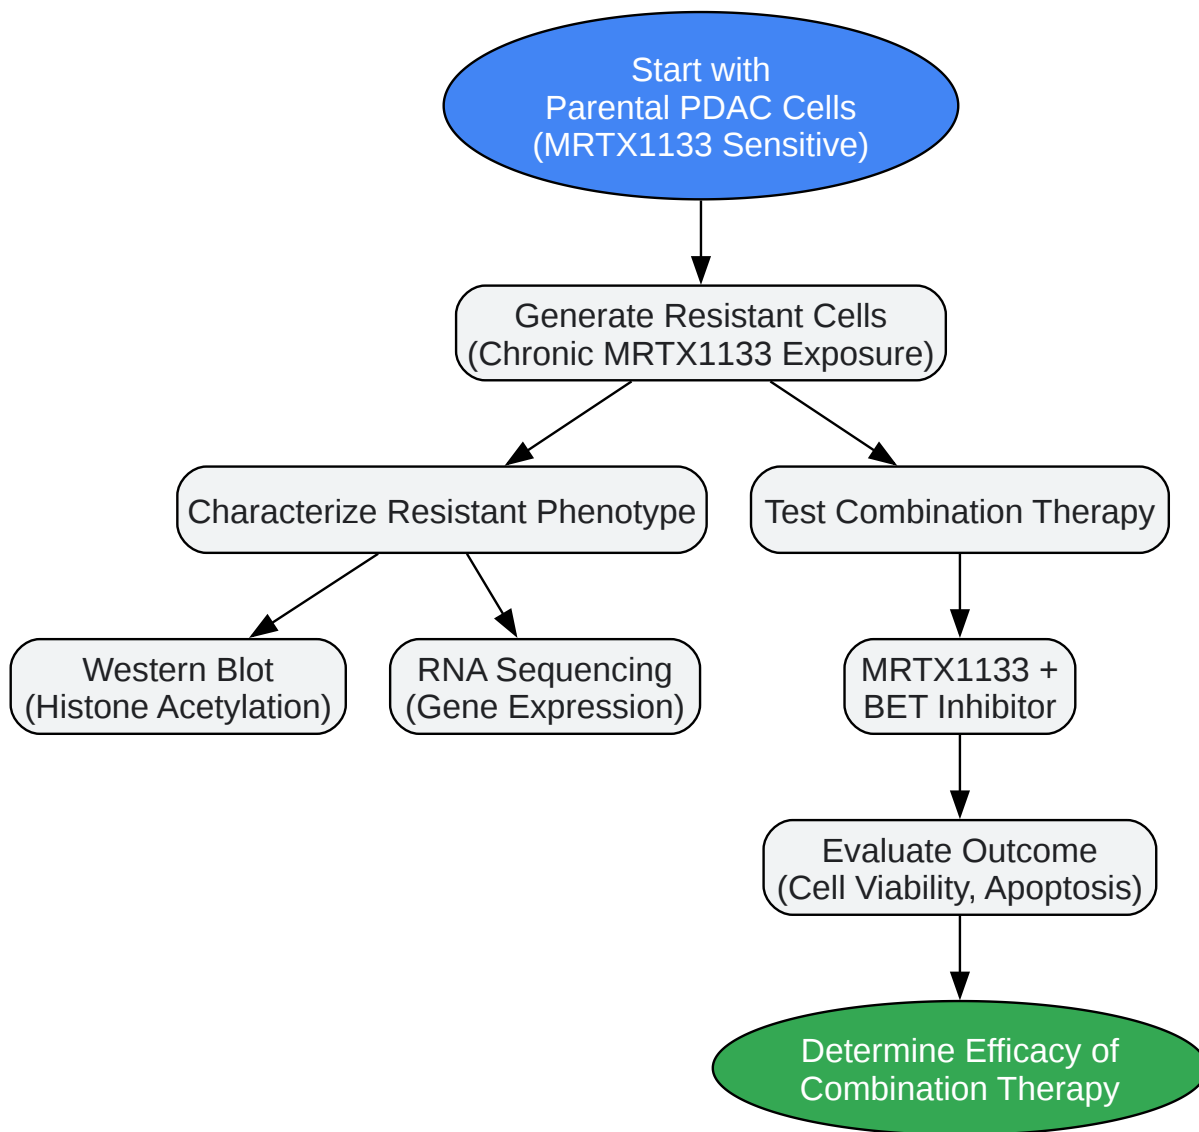 Start with
Parental PDAC Cells
(MRTX1133 Sensitive)
Generate Resistant Cells
(Chronic MRTX1133 Exposure)
Characterize Resistant Phenotype
Test Combination Therapy
Western Blot
(Histone Acetylation)
RNA Sequencing
(Gene Expression)
MRTX1133 +
BET Inhibitor
Evaluate Outcome
(Cell Viability, Apoptosis)
Determine Efficacy of
Combination Therapy